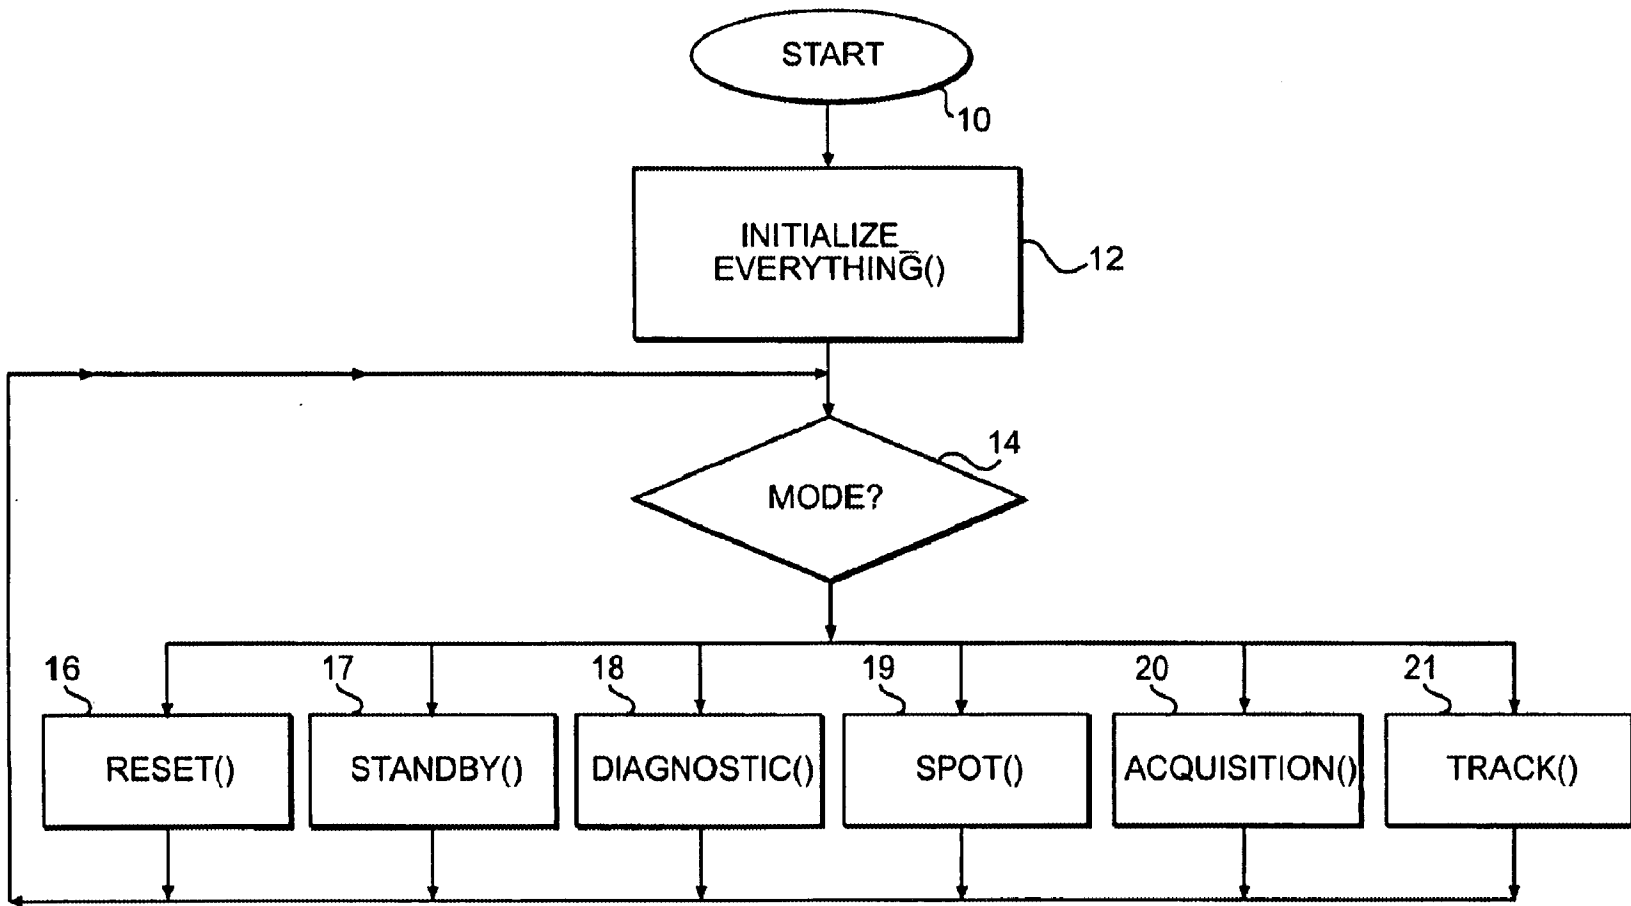 START
10
INITIALIZE_
EVERYTHING()
12
14
MODE?
16
17
18
19
20
21
RESET()
STANDBY()
DIAGNOSTIC()
SPOT()
ACQUISITION()
TRACK()